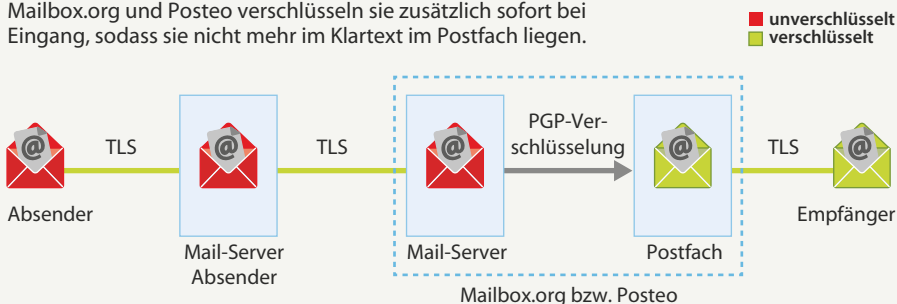 Mailbox.org und Posteo verschlüsseln sie zusätzlich sofort bei
Eingang, sodass sie nicht mehr im Klartext im Postfach liegen.
unverschlüsselt
verschlüsselt
@
TLS
@
TLS
@
PGP-Ver-
schlüsselung
@
TLS
@
Absender
Mail-Server
Absender
Mail-Server
Postfach
Empfänger
Mailbox.org bzw. Posteo